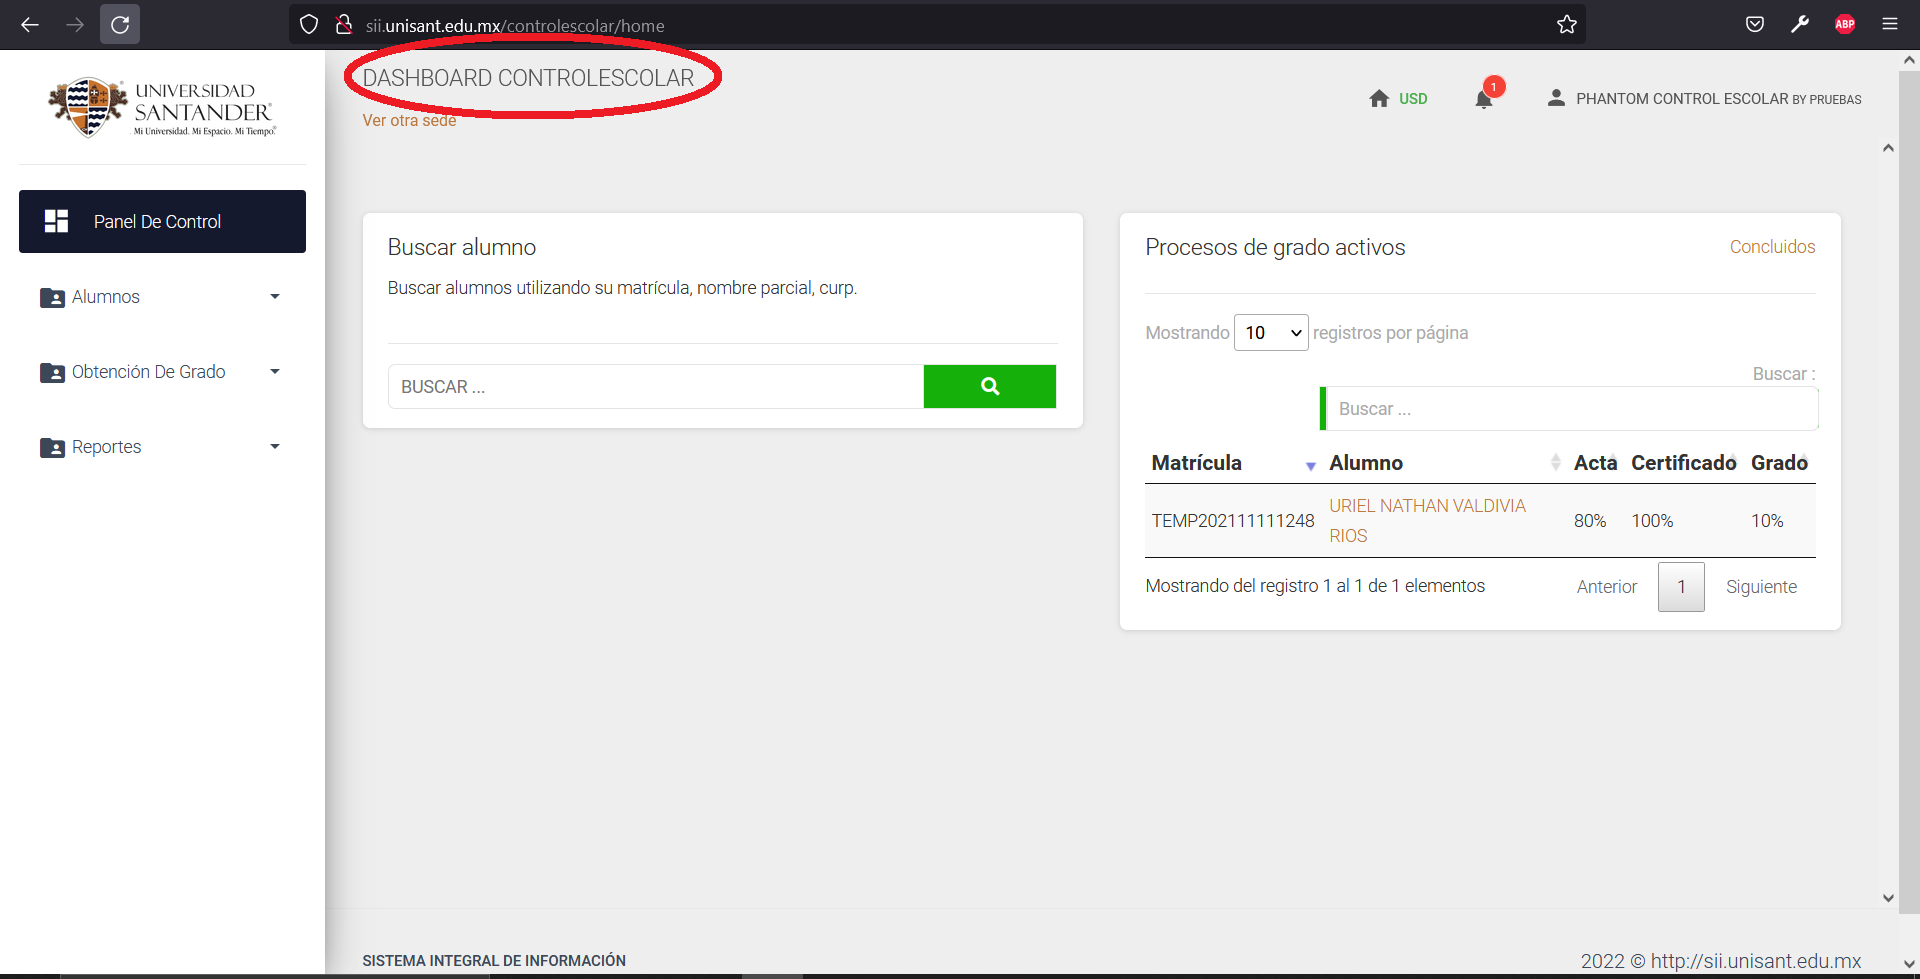 sii.unisant.edu.mx/controlescolar/home
ABP
UNIVERSIDAD
SANTANDER
Mi Universidad. Mi Espacio. Mi Tiempo.
DASHBOARD CONTROLESCOLAR
Ver otra sede
USD
1
PHANTOM CONTROL ESCOLAR BY PRUEBAS
Panel De Control
Alumnos
Obtención De Grado
Reportes
Buscar alumno
Buscar alumnos utilizando su matrícula, nombre parcial, curp.
BUSCAR ...
Procesos de grado activos
Concluidos
Mostrando 10 registros por página
Buscar :
Buscar ...
Matrícula Alumno Acta Certificado Grado
TEMP202111111248 URIEL NATHAN VALDIVIA RIOS 80% 100% 10%
Mostrando del registro 1 al 1 de 1 elementos
Anterior 1 Siguiente
SISTEMA INTEGRAL DE INFORMACIÓN
2022 © http://sii.unisant.edu.mx